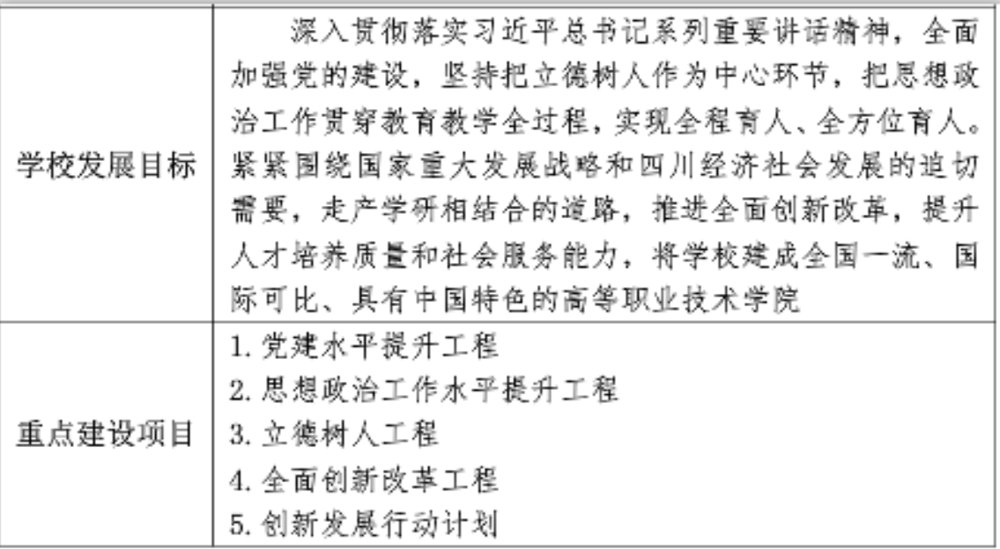 学校发展目标
深入贯彻落实习近平总书记系列重要讲话精神，全面
加强党的建设，坚持把立德树人作为中心环节，把思想政
治工作贯穿教育教学全过程，实现全程育人、全方位育人。
紧紧围绕国家重大发展战略和四川经济社会发展的迫切
需要，走产学研相结合的道路，推进全面创新改革，提升
人才培养质量和社会服务能力，将学校建成全国一流、国
际可比、具有中国特色的高等职业技术学院
重点建设项目
1. 党建水平提升工程
2. 思想政治工作水平提升工程
3. 立德树人工程
4. 全面创新改革工程
5. 创新发展行动计划